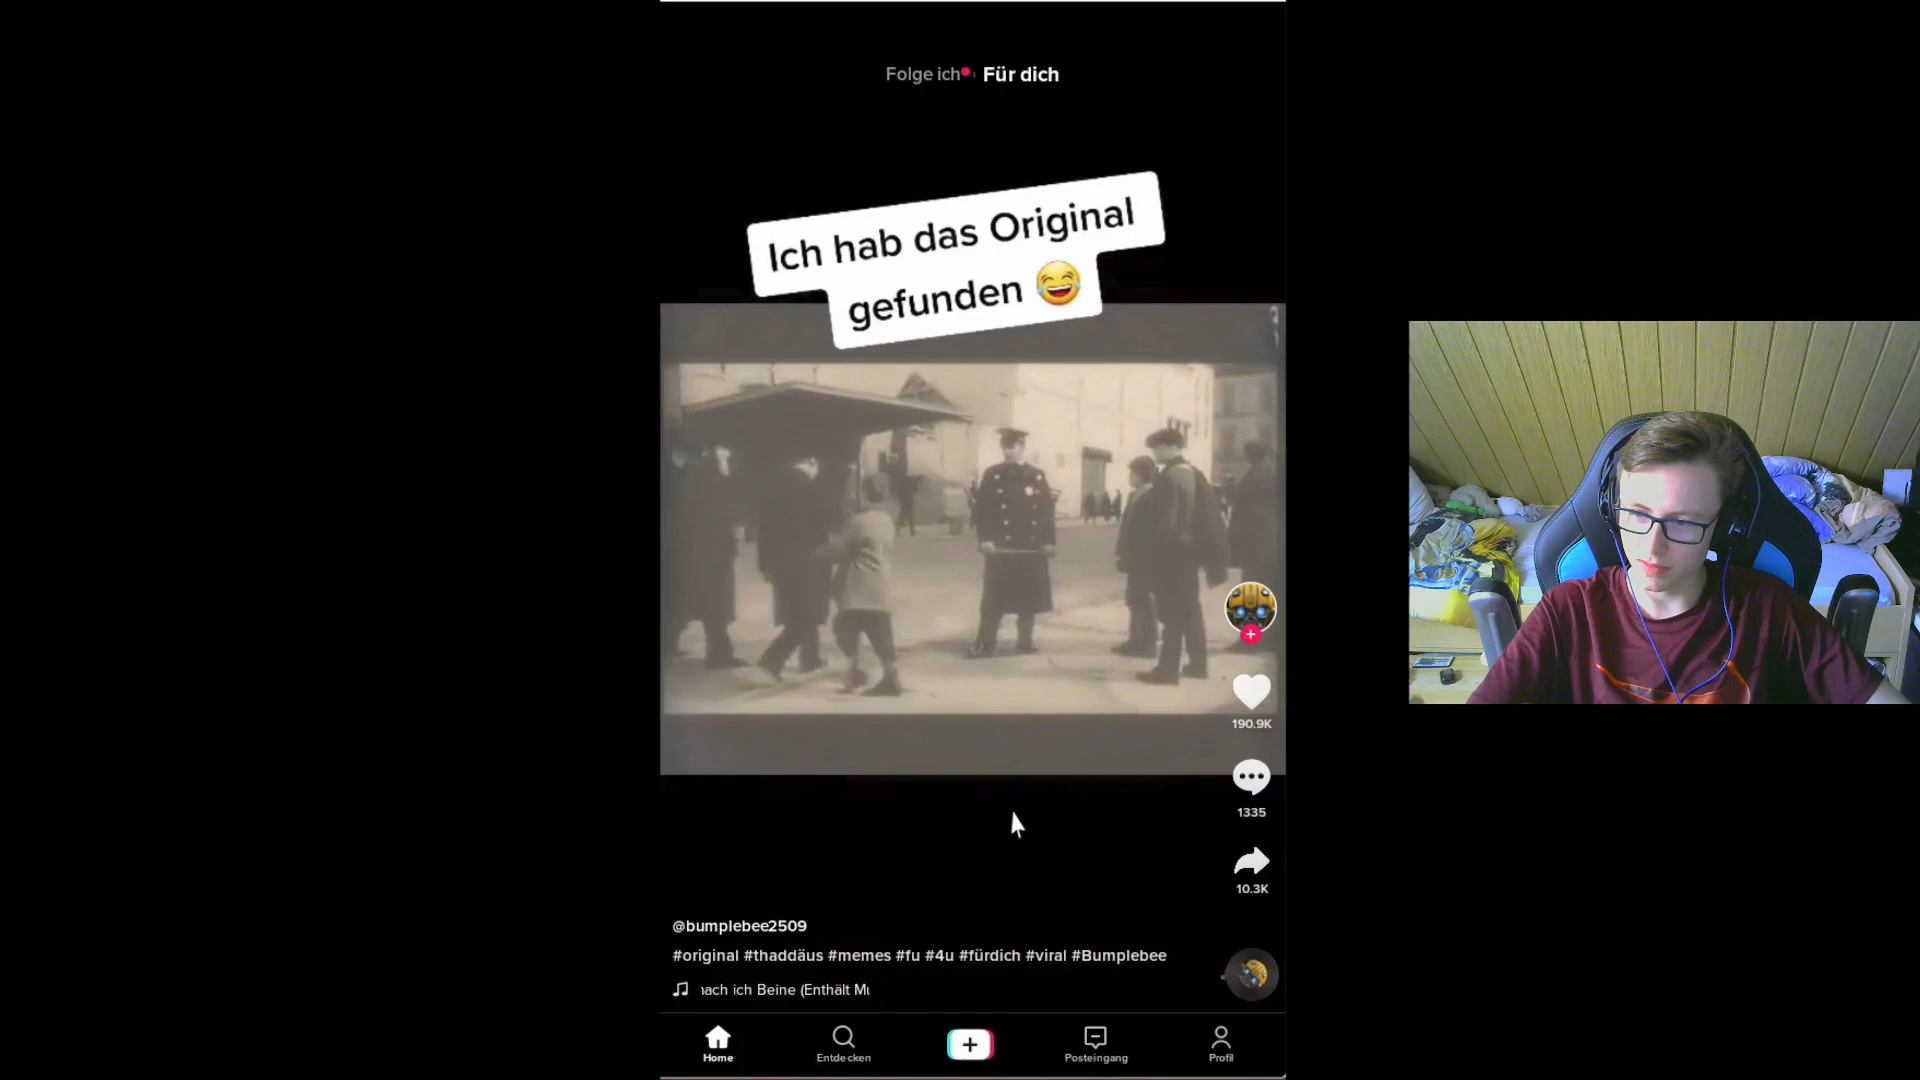 Folge ich Für dich
Ich hab das Original
gefunden 😂
190.9K
1335
10.3K
@bumplebee2509
#original #thaddäus #memes #fu #4u #fürdich #viral #Bumplebee
ich Beine (Enthält
Home Entdecken Posteingang Profil